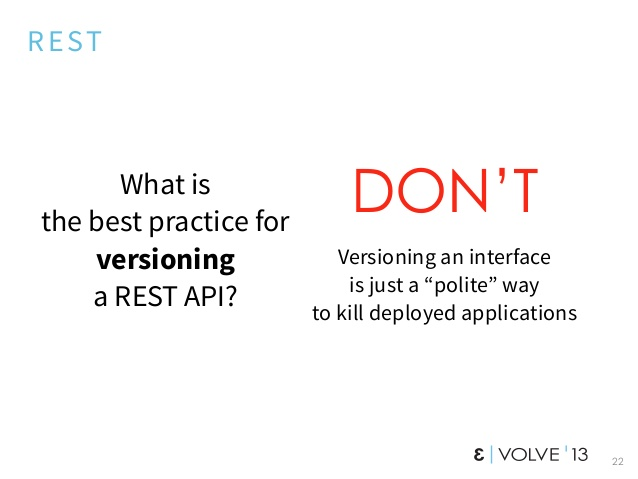 REST
What is
the best practice for
versioning
a REST API?
DON'T
Versioning an interface
is just a “polite” way
to kill deployed applications
ε|VOLVE'13
22